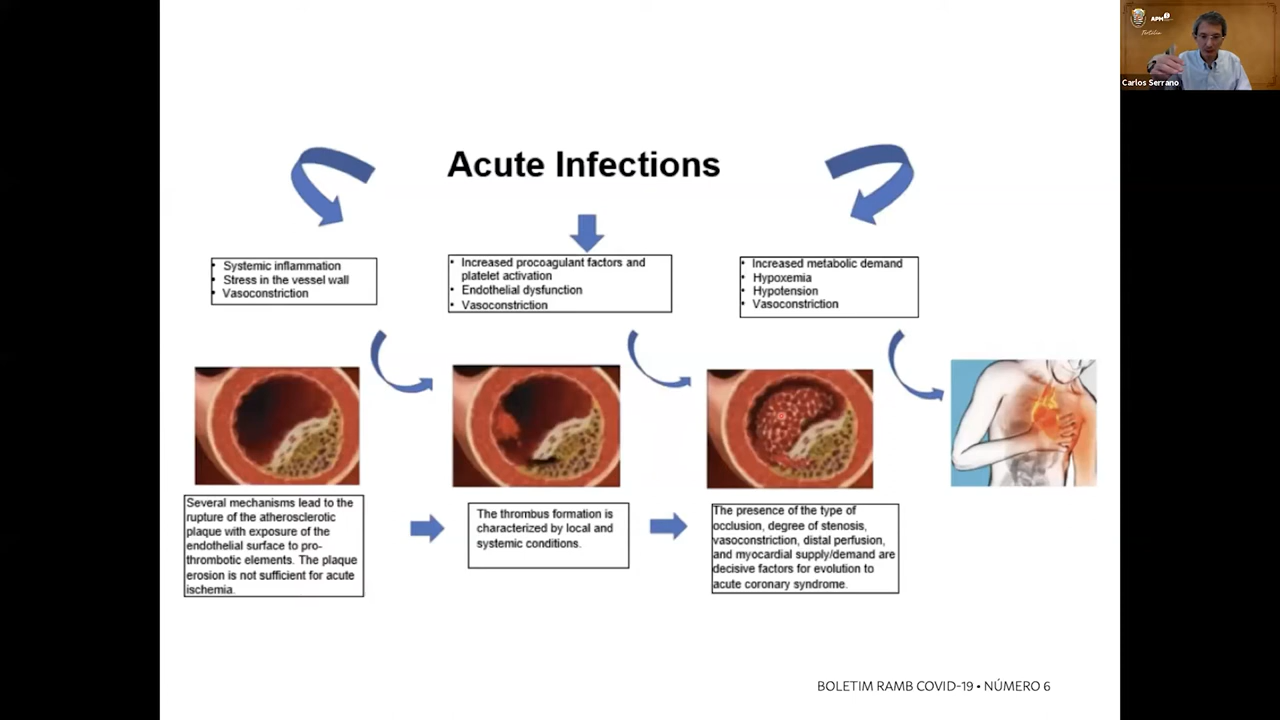 APM
Carlos Serrano
Acute Infections
• Systemic inflammation
• Stress in the vessel wall
• Vasoconstriction
• Increased procoagulant factors and
platelet activation
• Endothelial dysfunction
• Vasoconstriction
• Increased metabolic demand
• Hypoxemia
• Hypotension
• Vasoconstriction
Several mechanisms lead to the
rupture of the atherosclerotic
plaque with exposure of the
endothelial surface to pro-
thrombotic elements. The plaque
erosion is not sufficient for acute
ischemia.
The thrombus formation is
characterized by local and
systemic conditions.
The presence of the type of
occlusion, degree of stenosis,
vasoconstriction, distal perfusion,
and myocardial supply/demand are
decisive factors for evolution to
acute coronary syndrome.
BOLETIM RAMB COVID-19 • NÚMERO 6